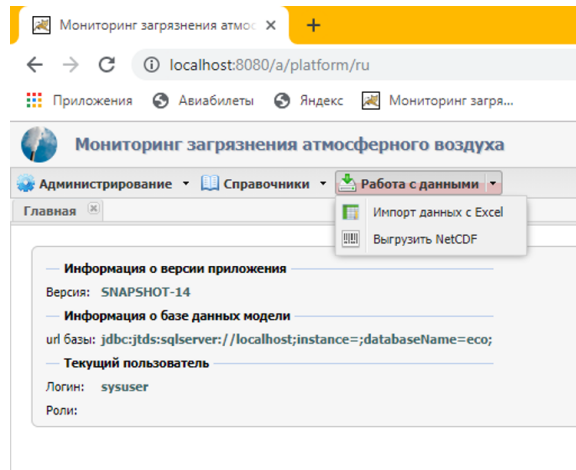 Мониторинг загрязнения атмос
localhost:8080/a/platform/ru
Приложения Авиабилеты Яндекс Мониторинг загря...
Мониторинг загрязнения атмосферного воздуха
Администрирование Справочники Работа с данными
Главная
Импорт данных с Excel
Выгрузить NetCDF
Информация о версии приложения
Версия: SNAPSHOT-14
Информация о базе данных модели
url базы: jdbc:jtds:sqlserver://localhost;instance=;databaseName=eco;
Текущий пользователь
Логин: sysuser
Роли: